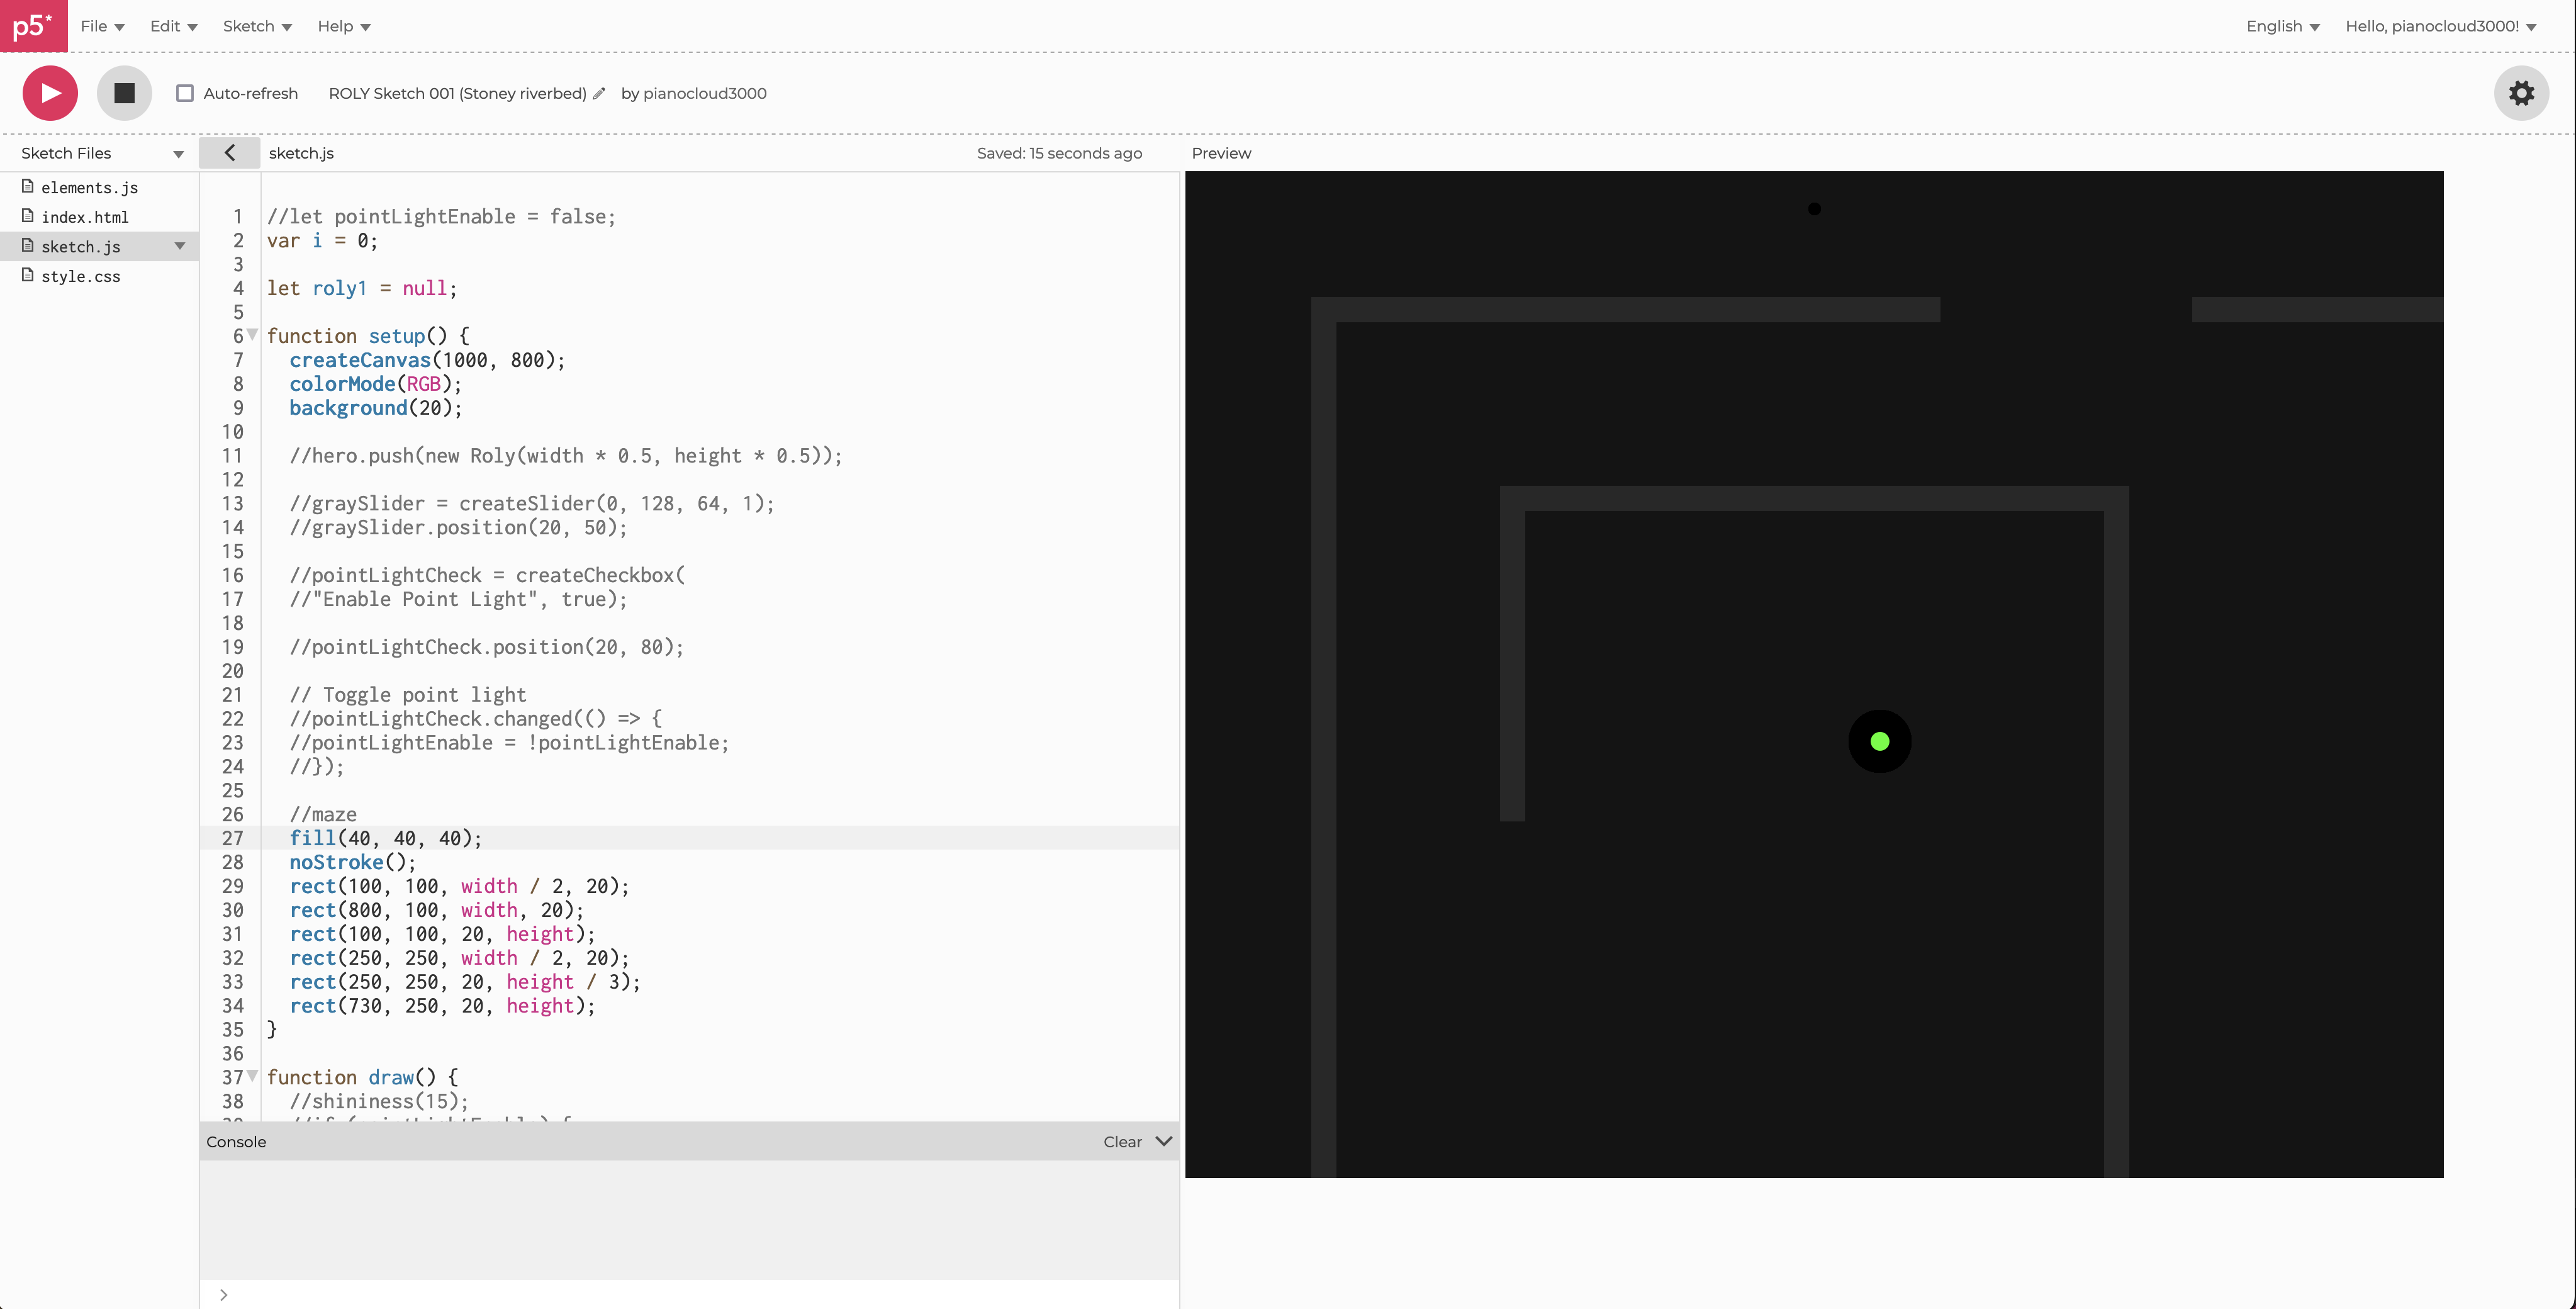 p5* File Edit Sketch Help English Hello, pianocloud3000!
Auto-refresh ROLY Sketch 001 (Stoney riverbed) by pianocloud3000
Sketch Files sketch.js Saved: 15 seconds ago Preview
elements.js
index.html
sketch.js
style.css
1 //let pointLightEnable = false;
2 var i = 0;
3
4 let roly1 = null;
5
6 function setup() {
7 createCanvas(1000, 800);
8 colorMode(RGB);
9 background(20);
10
11 //hero.push(new Roly(width * 0.5, height * 0.5));
12
13 //graySlider = createSlider(0, 128, 64, 1);
14 //graySlider.position(20, 50);
15
16 //pointLightCheck = createCheckbox(
17 //"Enable Point Light", true);
18
19 //pointLightCheck.position(20, 80);
20
21 // Toggle point light
22 //pointLightCheck.changed(() => {
23 //pointLightEnable = !pointLightEnable;
24 //});
25
26 //maze
27 fill(40, 40, 40);
28 noStroke();
29 rect(100, 100, width / 2, 20);
30 rect(800, 100, width, 20);
31 rect(100, 100, 20, height);
32 rect(250, 250, width / 2, 20);
33 rect(250, 250, 20, height / 3);
34 rect(730, 250, 20, height);
35 }
36
37 function draw() {
38 //shininess(15);
Console Clear
>